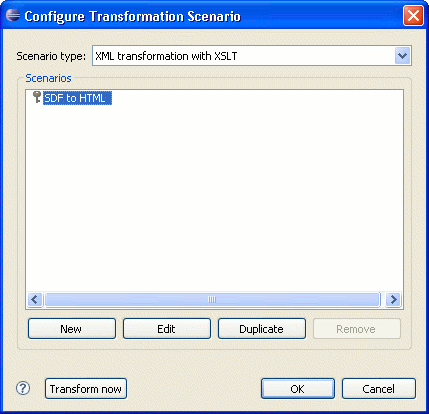 Configure Transformation Scenario
Scenario type: XML transformation with XSLT
Scenarios
SDF to HTML
New Edit Duplicate Remove
? Transform now OK Cancel